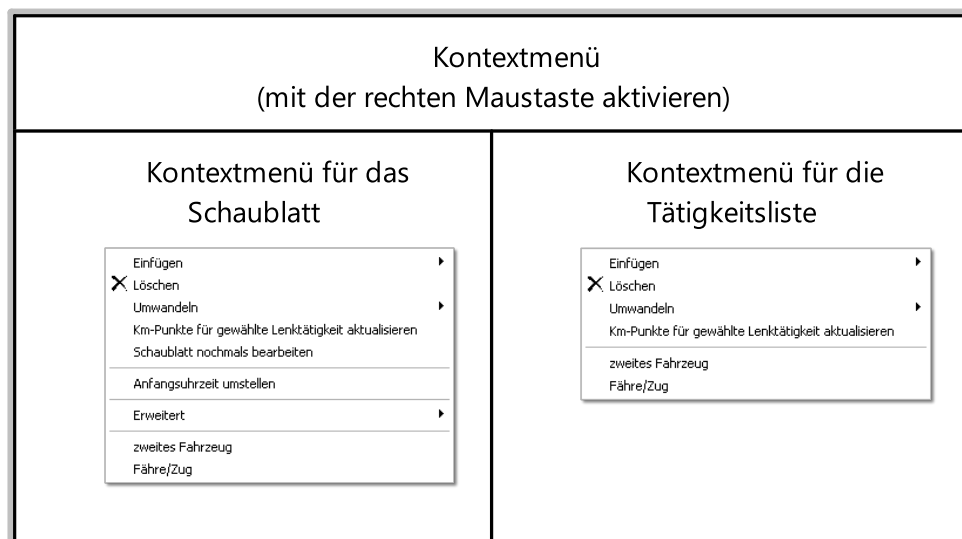 Kontextmenü
(mit der rechten Maustaste aktivieren)
Kontextmenü für das
Schaublatt
Einfügen
Löschen
Umwandeln
Km-Punkte für gewählte Lenktätigkeit aktualisieren
Schaublatt nochmals bearbeiten
Anfangsuhrzeit umstellen
Erweitert
zweites Fahrzeug
Fähre/Zug
Kontextmenü für die
Tätigkeitsliste
Einfügen
Löschen
Umwandeln
Km-Punkte für gewählte Lenktätigkeit aktualisieren
zweites Fahrzeug
Fähre/Zug